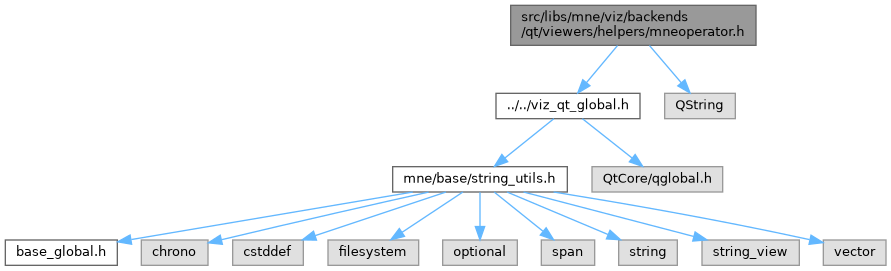 src/libs/mne/viz/backends
/qt/viewers/helpers/mneoperator.h
../../viz_qt_global.h
QString
mne/base/string_utils.h
QtCore/qglobal.h
base_global.h
chrono
cstddef
filesystem
optional
span
string
string_view
vector